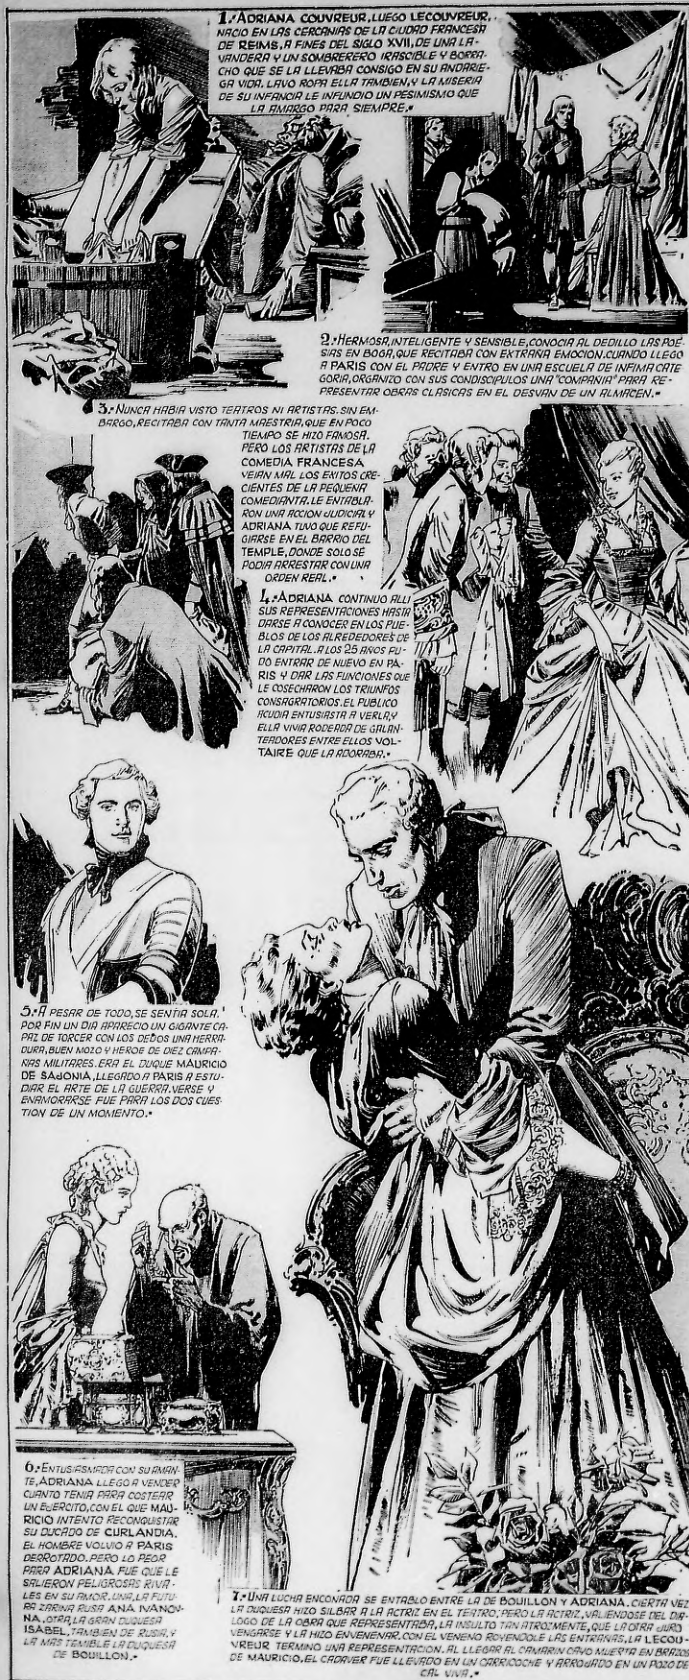 1.•ADRIANA COUVREUR, LUEGO LECOUVREUR,
NACIO EN LAS CERCANIAS DE LA CIUDAD FRANCESA
DE REIMS, A FINES DEL SIGLO XVII, DE UNA LA-
VANDERA Y UN SOMBRERERO IRASCIBLE Y BORRA-
CHO QUE SE LA LLEVABA CONSIGO EN SU ANDARIE-
GA VIDA. LAVO ROPA ELLA TAMBIEN, Y LA MISERIA
DE SU INFANCIA LE INFUNDIO UN PESIMISMO QUE
LA AMARGO PARA SIEMPRE.•
2.•HERMOSA, INTELIGENTE Y SENSIBLE, CONOCIA AL DEDILLO LAS POE-
SIAS EN BOGA, QUE RECITABA CON EXTRAÑA EMOCION. CUANDO LLEGO
A PARIS CON EL PADRE Y ENTRO EN UNA ESCUELA DE INFIMA CATE
GORIA, ORGANIZO CON SUS CONDISCIPULOS UNA "COMPAÑIA" PARA RE-
PRESENTAR OBRAS CLASICAS EN EL DESVAN DE UN ALMACEN.•
3.•NUNCA HABIA VISTO TEATROS NI ARTISTAS. SIN EM-
BARGO, RECITABA CON TANTA MAESTRIA, QUE EN POCO
TIEMPO SE HIZO FAMOSA.
PERO LOS ARTISTAS DE LA
COMEDIA FRANCESA
VEIAN MAL LOS EXITOS CRE-
CIENTES DE LA PEQUEÑA
COMEDIANTA. LE ENTABLA-
RON UNA ACCION JUDICIAL Y
ADRIANA TUVO QUE REFU-
GIARSE EN EL BARRIO DEL
TEMPLE, DONDE SOLO SE
PODIA ARRESTAR CON UNA
ORDEN REAL.•
4.•ADRIANA CONTINUO ALLI
SUS REPRESENTACIONES HASTA
DARSE A CONOCER EN LOS PUE-
BLOS DE LOS ALREDEDORES DE
LA CAPITAL. A LOS 25 AÑOS PU-
DO ENTRAR DE NUEVO EN PA-
RIS Y DAR LAS FUNCIONES QUE
LE COSECHARON LOS TRIUNFOS
CONSAGRATORIOS. EL PUBLICO
ACUDIA ENTUSIASTA A VERLA, Y
ELLA VIVIA RODEADA DE GALAN-
TEADORES ENTRE ELLOS VOL-
TAIRE QUE LA ADORABA.•
5.•A PESAR DE TODO, SE SENTIA SOLA.
POR FIN UN DIA APARECIO UN GIGANTE CA-
PAZ DE TORCER CON LOS DEDOS UNA HERRA-
DURA, BUEN MOZO Y HEROE DE DIEZ CAMPA-
ÑAS MILITARES. ERA EL DUQUE MAURICIO
DE SAJONIA, LLEGADO A PARIS A ESTU-
DIAR EL ARTE DE LA GUERRA. VERSE Y
ENAMORARSE FUE PARA LOS DOS CUES-
TION DE UN MOMENTO.•
6.•ENTUSIASMADA CON SU AMAN-
TE, ADRIANA LLEGO A VENDER
CUANTO TENIA PARA COSTEAR
UN EJERCITO, CON EL QUE MAU-
RICIO INTENTO RECONQUISTAR
SU DUCADO DE CURLANDIA.
EL HOMBRE VOLVIO A PARIS
DERROTADO. PERO LO PEOR
PARA ADRIANA FUE QUE LE
SALIERON PELIGROSAS RIVA-
LES EN SU AMOR. UNA, LA FUTU-
RA ZARINA RUSA ANA IVANOV-
NA, OTRA, LA GRAN DUQUESA
ISABEL, TAMBIEN DE RUSIA, Y
LA MAS TEMIBLE LA DUQUESA
DE BOUILLON.•
7.•UNA LUCHA ENCONADA SE ENTABLO ENTRE LA DE BOUILLON Y ADRIANA. CIERTA VEZ
LA DUQUESA HIZO SILBAR A LA ACTRIZ EN EL TEATRO, PERO LA ACTRIZ, VALIENDOSE DEL DIA-
LOGO DE LA OBRA QUE REPRESENTABA, LA INSULTO TAN ATROZMENTE, QUE LA OTRA JURO
VENGARSE Y LA HIZO ENVENENAR. CON EL VENENO ROYENDOLE LAS ENTRAÑAS, LA LECOU-
VREUR TERMINO UNA REPRESENTACION. AL LLEGAR AL CAMARIN CAYO MUERTA EN BRAZOS
DE MAURICIO. EL CADAVER FUE LLEVADO EN UN CARRICOCHE Y ARROJADO EN UN POZO DE
CAL VIVA.•